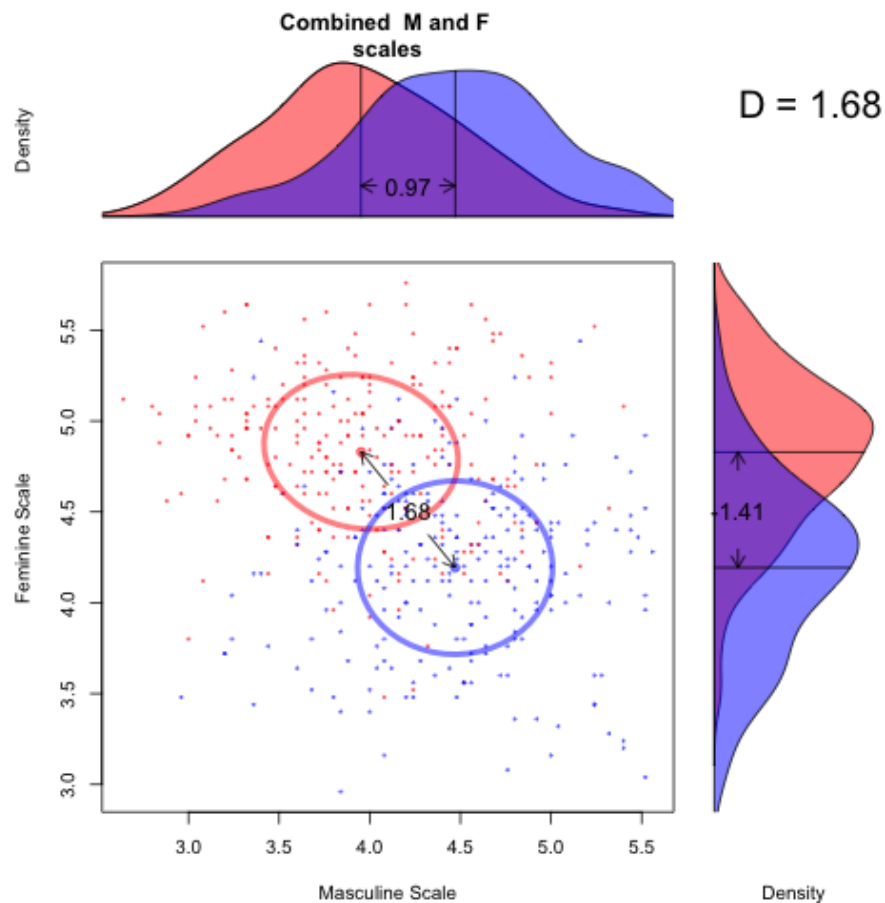 Combined M and F
scales
D = 1.68
Density
0.97
Feminine Scale
5.5
5.0
4.5
4.0
3.5
3.0
1.68
-1.41
3.0 3.5 4.0 4.5 5.0 5.5
Masculine Scale
Density